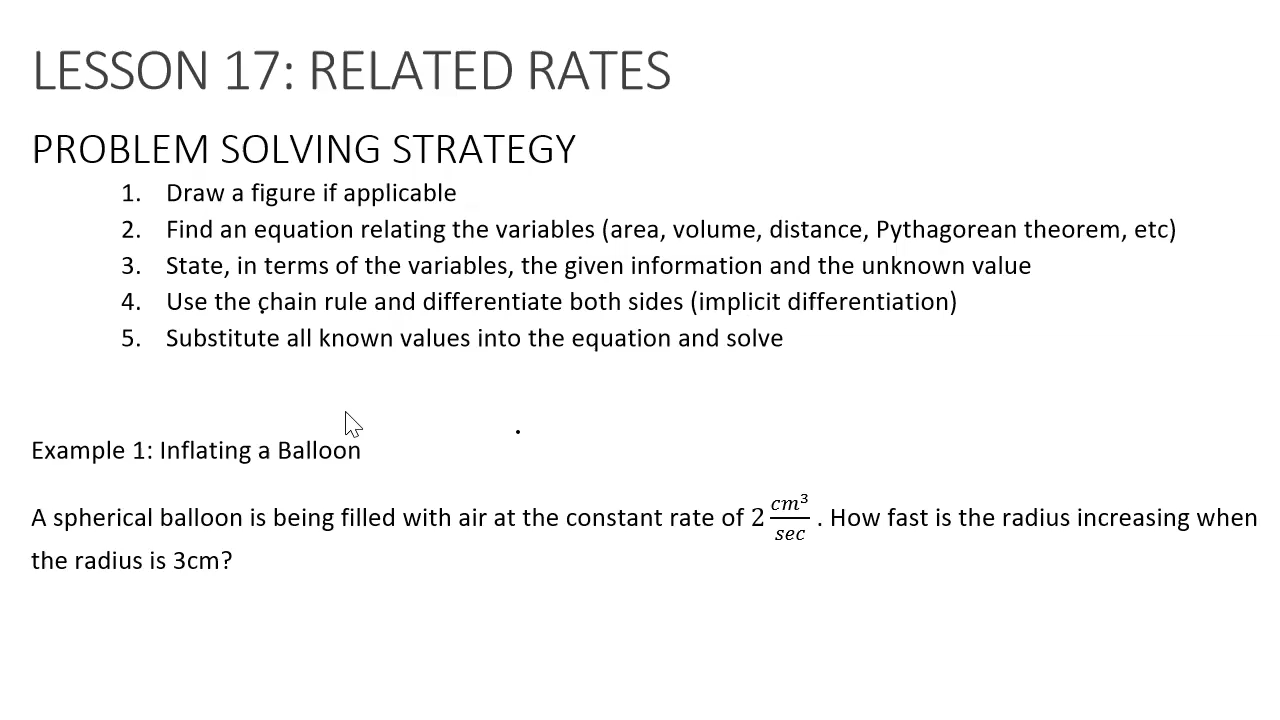 LESSON 17: RELATED RATES
PROBLEM SOLVING STRATEGY
1. Draw a figure if applicable
2. Find an equation relating the variables (area, volume, distance, Pythagorean theorem, etc)
3. State, in terms of the variables, the given information and the unknown value
4. Use the chain rule and differentiate both sides (implicit differentiation)
5. Substitute all known values into the equation and solve
Example 1: Inflating a Balloon
A spherical balloon is being filled with air at the constant rate of 2 cm³/sec . How fast is the radius increasing when
the radius is 3cm?